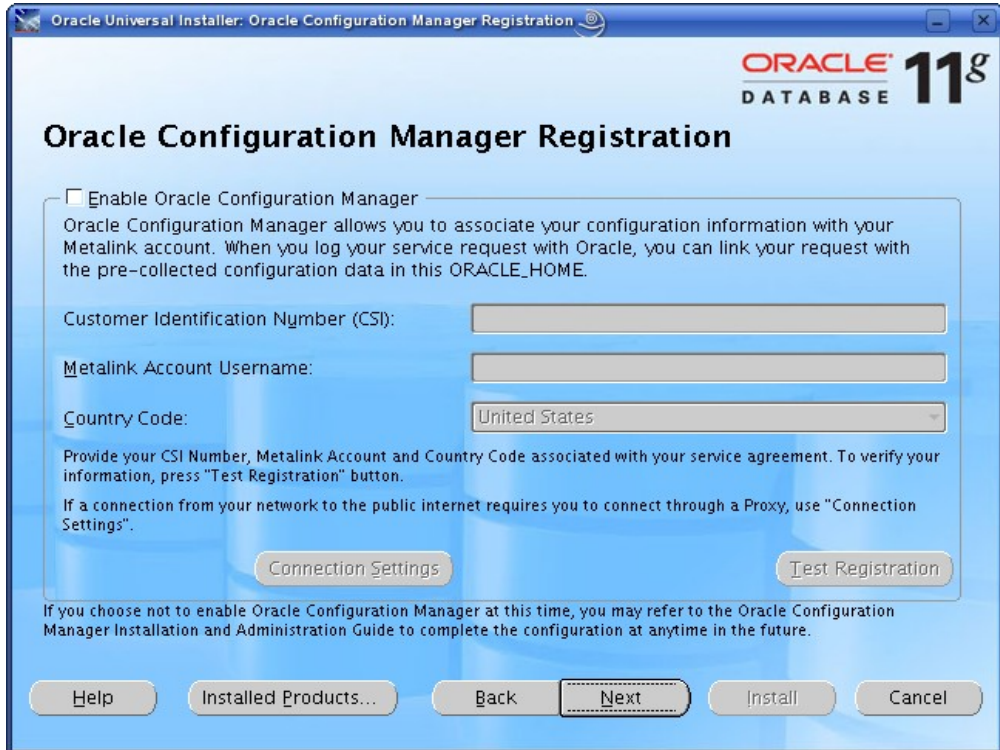 Oracle Universal Installer: Oracle Configuration Manager Registration
ORACLE® 11g
DATABASE
Oracle Configuration Manager Registration
Enable Oracle Configuration Manager
Oracle Configuration Manager allows you to associate your configuration information with your
Metalink account. When you log your service request with Oracle, you can link your request with
the pre-collected configuration data in this ORACLE_HOME.
Customer Identification Number (CSI):
Metalink Account Username:
Country Code:
United States
Provide your CSI Number, Metalink Account and Country Code associated with your service agreement. To verify your
information, press "Test Registration" button.
If a connection from your network to the public internet requires you to connect through a Proxy, use "Connection
Settings".
Connection Settings
Test Registration
If you choose not to enable Oracle Configuration Manager at this time, you may refer to the Oracle Configuration
Manager Installation and Administration Guide to complete the configuration at anytime in the future.
Help
Installed Products...
Back
Next
Install
Cancel